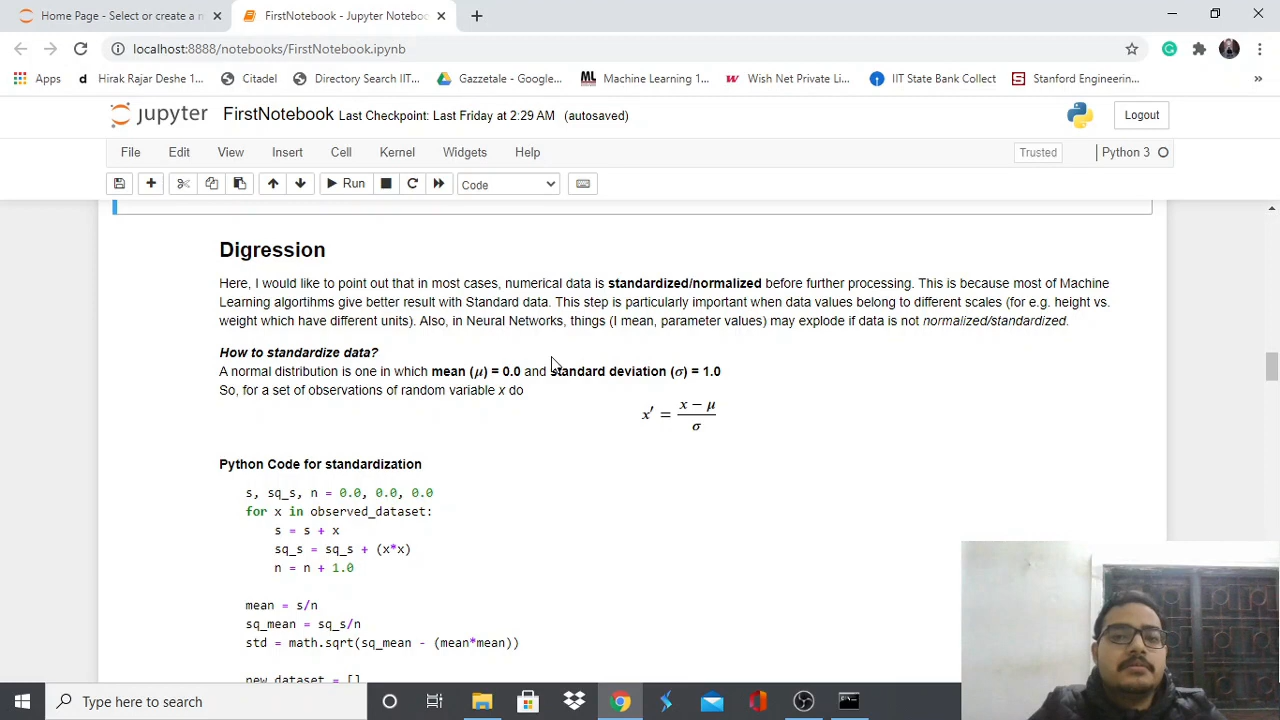 Home Page - Select or create a n
FirstNotebook - Jupyter Notebo
localhost:8888/notebooks/FirstNotebook.ipynb
Apps
Hirak Rajar Deshe 1...
Citadel
Directory Search IIT...
Gazzetale - Google...
ML
Machine Learning 1...
Wish Net Private Li...
IIT State Bank Collect
Stanford Engineerin...
»
jupyter
FirstNotebook Last Checkpoint: Last Friday at 2:29 AM (autosaved)
Logout
File Edit View Insert Cell Kernel Widgets Help
Trusted
Python 3
Run
Code
Digression
Here, I would like to point out that in most cases, numerical data is standardized/normalized before further processing. This is because most of Machine
Learning algortihms give better result with Standard data. This step is particularly important when data values belong to different scales (for e.g. height vs.
weight which have different units). Also, in Neural Networks, things (I mean, parameter values) may explode if data is not normalized/standardized.
How to standardize data?
A normal distribution is one in which mean (μ) = 0.0 and standard deviation (σ) = 1.0
So, for a set of observations of random variable x do
x′ = (x − μ)/σ
Python Code for standardization
s, sq_s, n = 0.0, 0.0, 0.0
for x in observed_dataset:
s = s + x
sq_s = sq_s + (x*x)
n = n + 1.0
mean = s/n
sq_mean = sq_s/n
std = math.sqrt(sq_mean - (mean*mean))
new_dataset = []
Type here to search